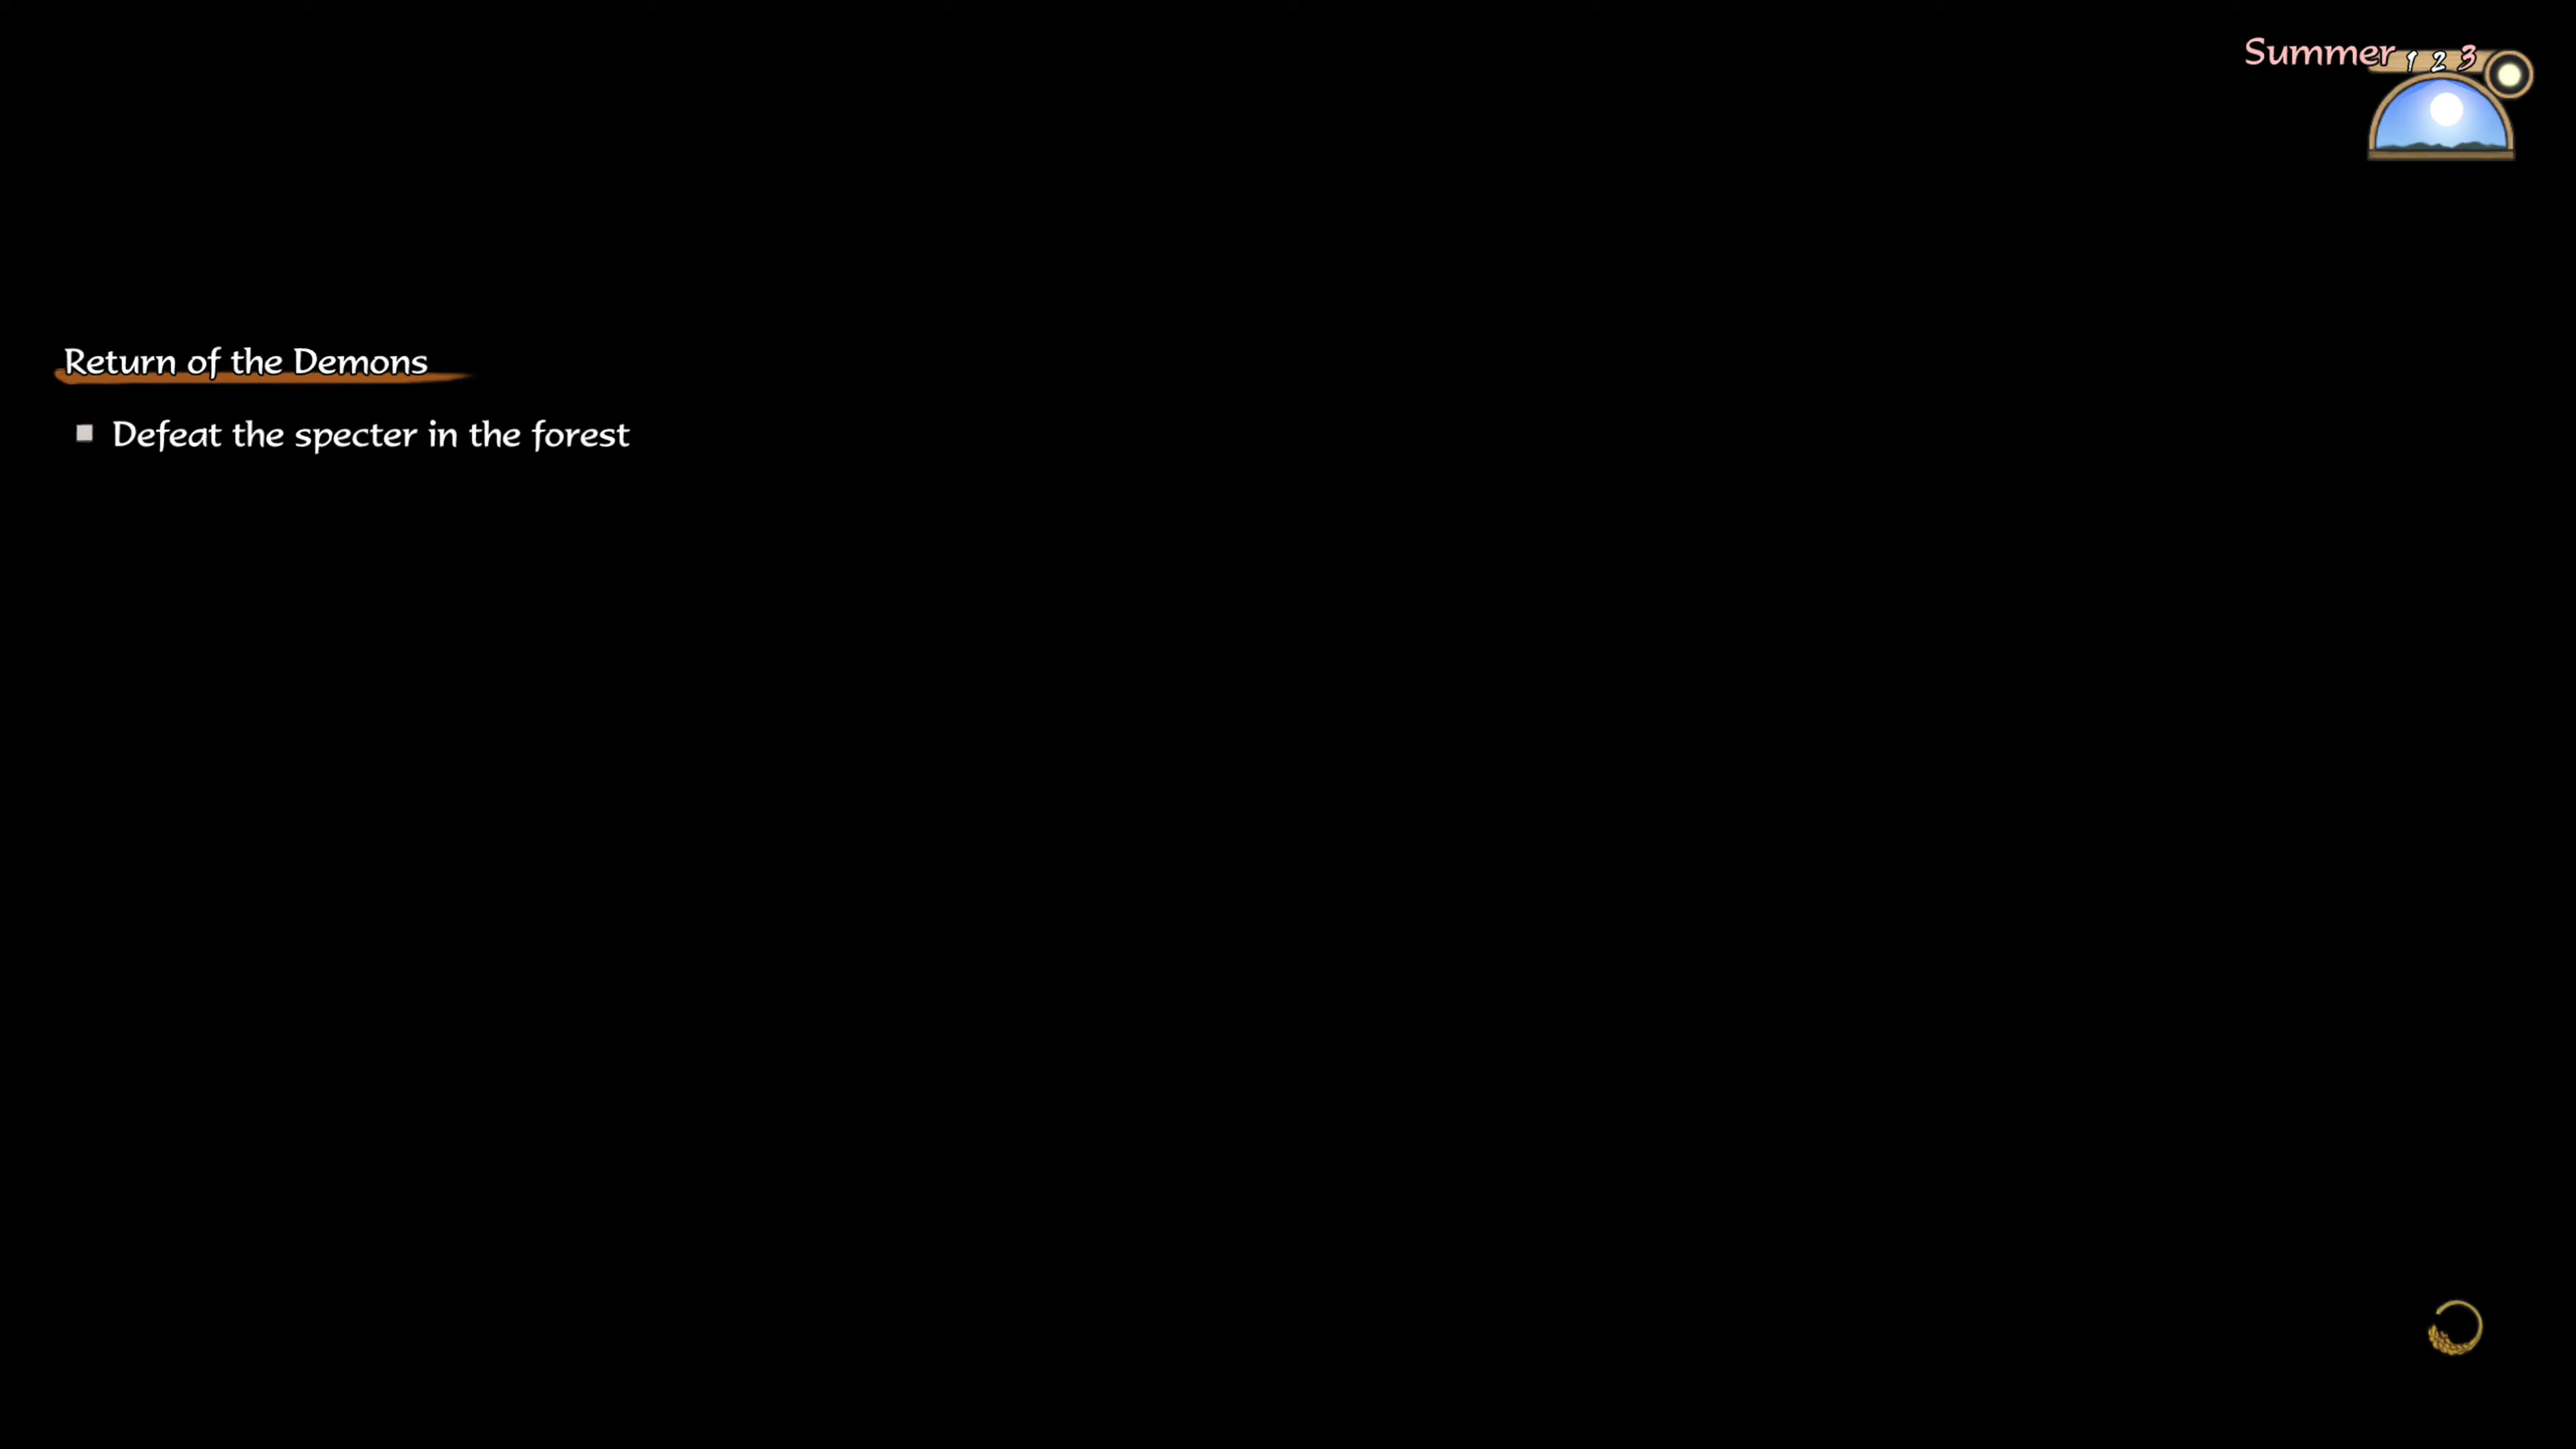 Summer 1 2 3
Return of the Demons
Defeat the specter in the forest